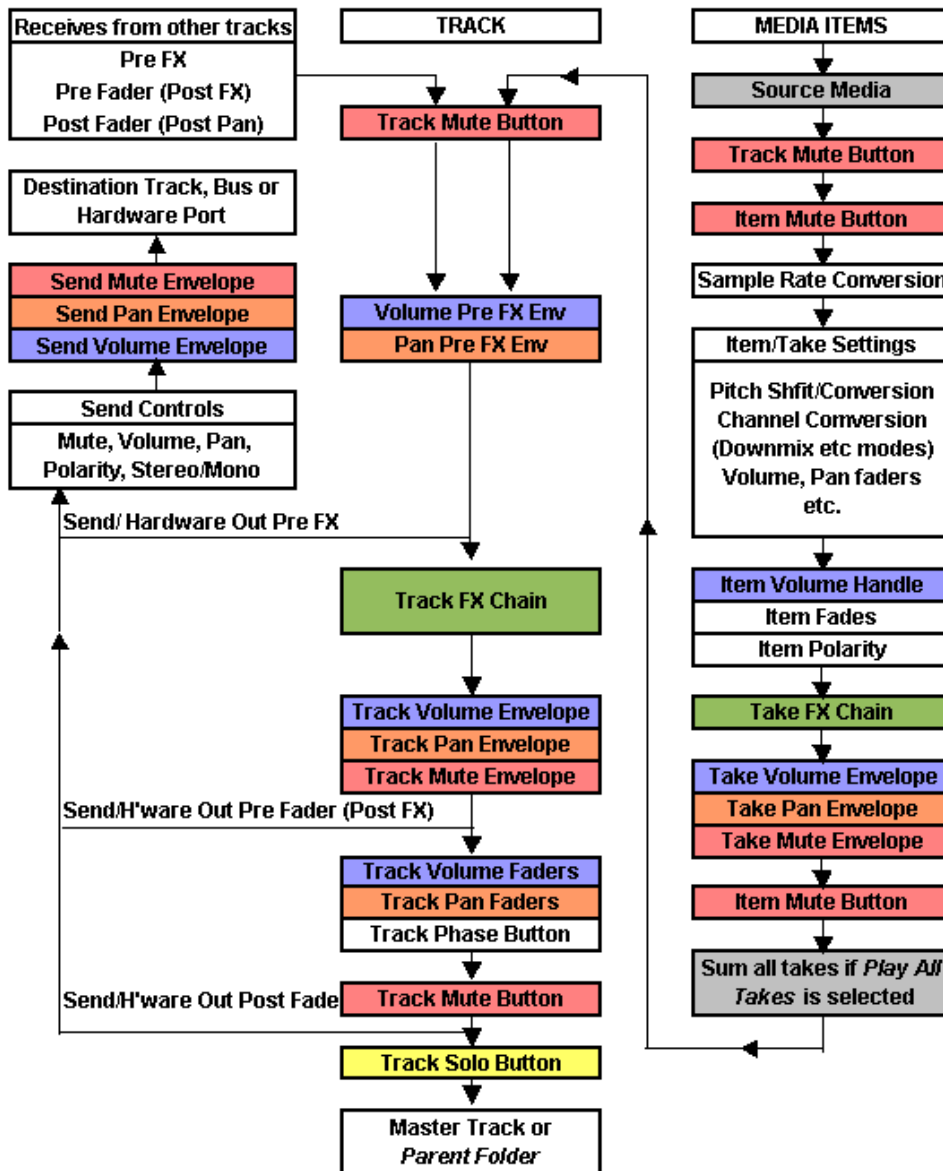 Receives from other tracks
Pre FX
Pre Fader (Post FX)
Post Fader (Post Pan)
Destination Track, Bus or
Hardware Port
Send Mute Envelope
Send Pan Envelope
Send Volume Envelope
Send Controls
Mute, Volume, Pan,
Polarity, Stereo/Mono
Send/ Hardware Out Pre FX
Send/H'ware Out Pre Fader (Post FX)
Send/H'ware Out Post Fade
TRACK
Track Mute Button
Volume Pre FX Env
Pan Pre FX Env
Track FX Chain
Track Volume Envelope
Track Pan Envelope
Track Mute Envelope
Track Volume Faders
Track Pan Faders
Track Phase Button
Track Mute Button
Track Solo Button
Master Track or
Parent Folder
MEDIA ITEMS
Source Media
Track Mute Button
Item Mute Button
Sample Rate Conversion
Item/Take Settings
Pitch Shfit/Conversion
Channel Comversion
(Downmix etc modes)
Volume, Pan faders
etc.
Item Volume Handle
Item Fades
Item Polarity
Take FX Chain
Take Volume Envelope
Take Pan Envelope
Take Mute Envelope
Item Mute Button
Sum all takes if Play All
Takes is selected